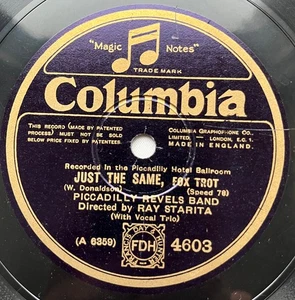 "Magic Notes"
TRADE MARK
Columbia
THIS RECORD (MADE BY PATENTED
PROCESS) MUST NOT BE SOLD
BELOW PRICE FIXED BY PATENTEES.
COLUMBIA GRAPHOPHONE CO.
LIMITED. — LONDON, E.C.1.
MADE IN ENGLAND.
Recorded in the Piccadilly Hotel Ballroom
JUST THE SAME, FOX TROT
(W. Donaldson) (Speed 78)
PICCADILLY REVELS BAND
Directed by RAY STARITA
(With Vocal Trio)
(A 6359) FDH 4603